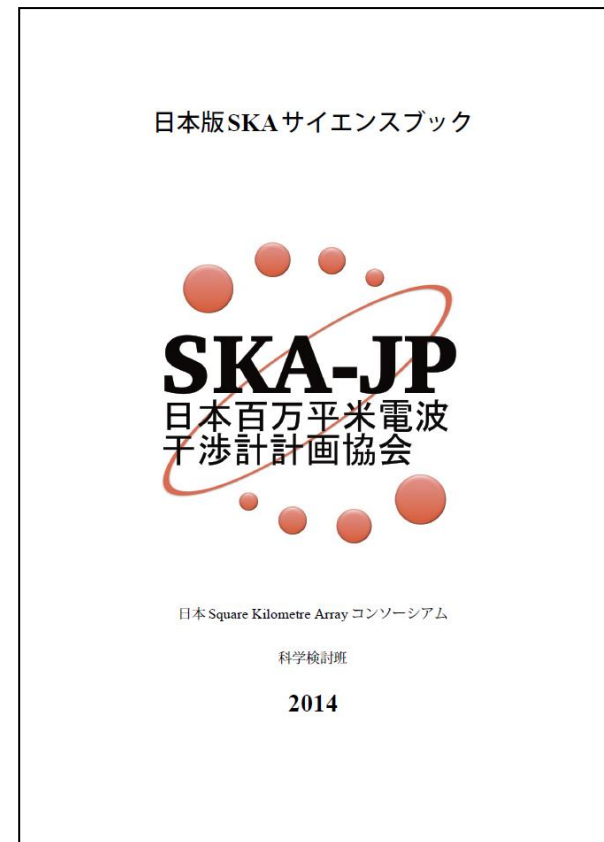 日本版SKAサイエンスブック
SKA-JP
日本百万平米電波
干渉計計画協会
日本 Square Kilometre Array コンソーシアム
科学検討班
2014